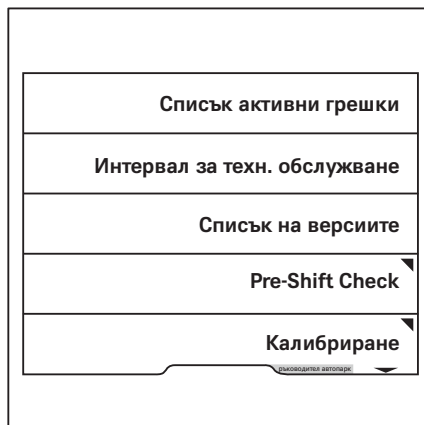 Списък активни грешки
Интервал за техн. обслужване
Списък на версиите
Pre-Shift Check
Калибриране
ръководител автопарк